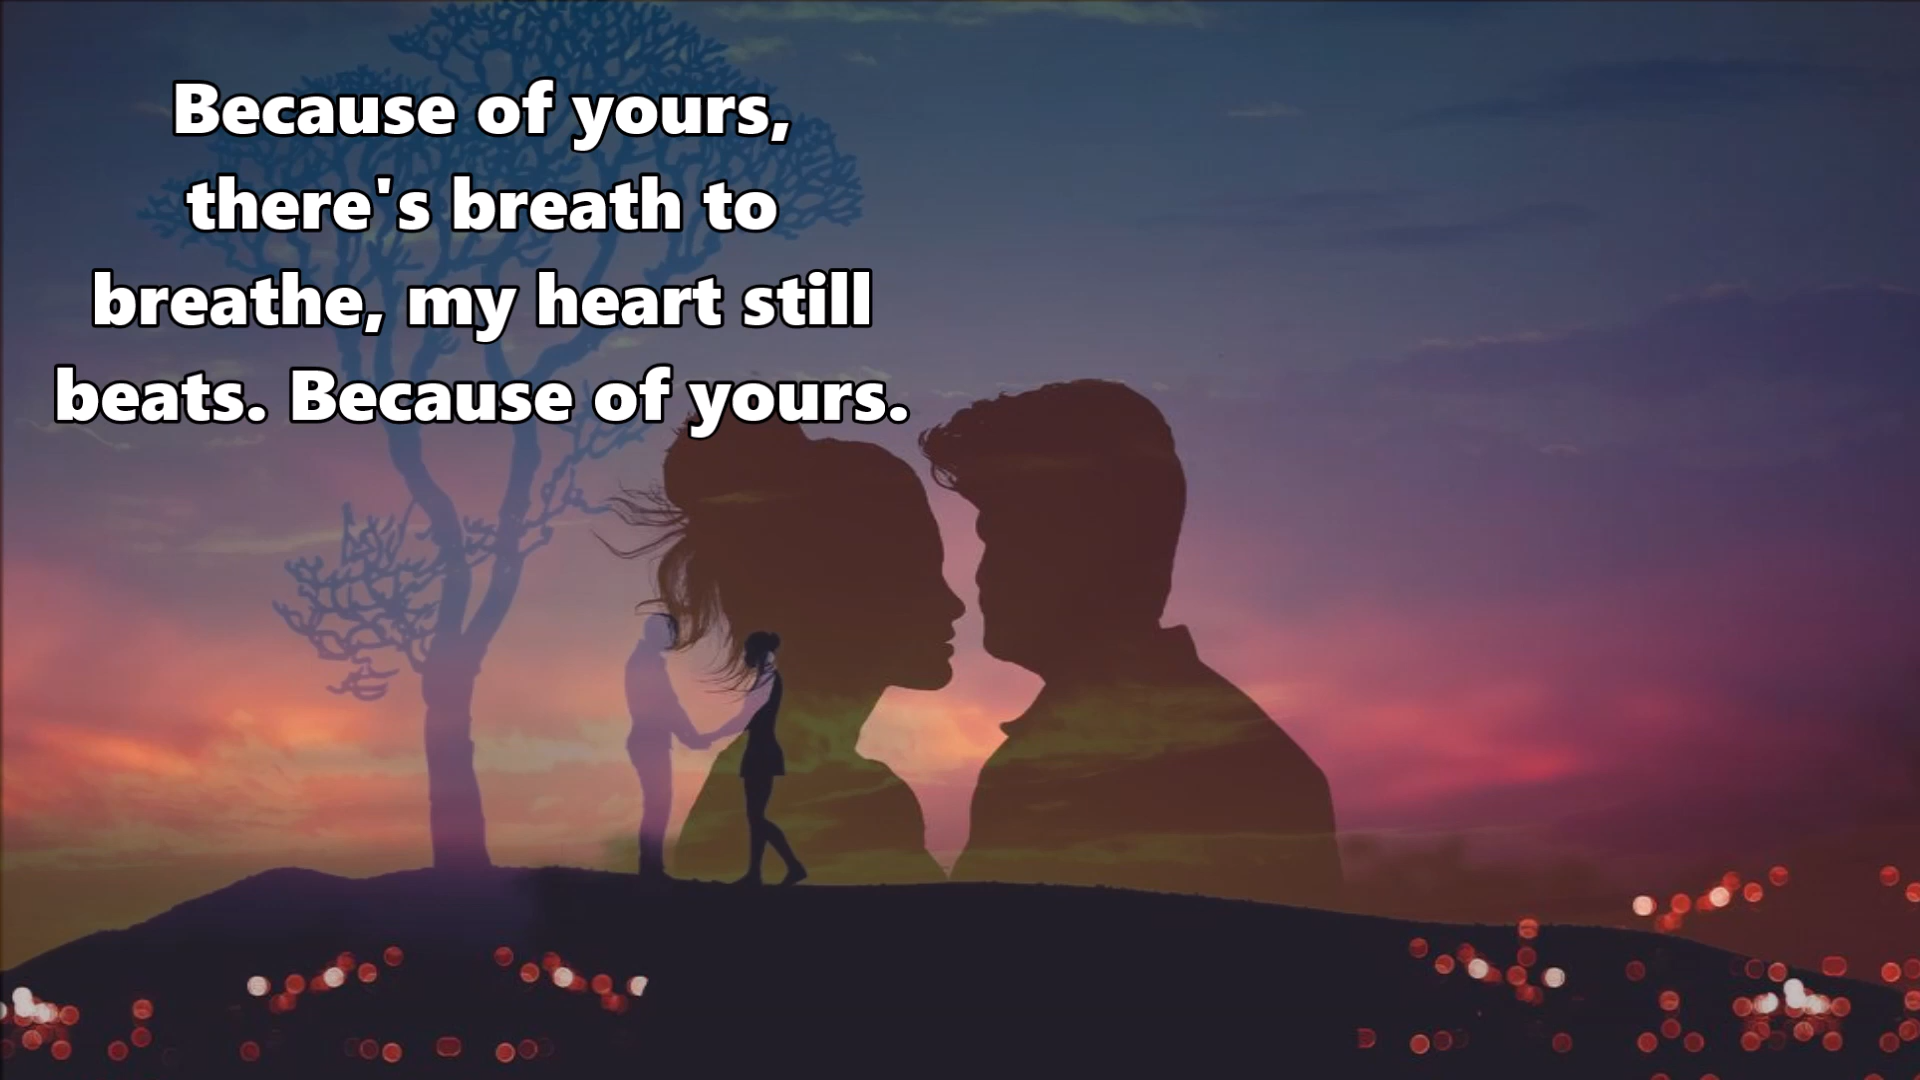 Because of yours,
there's breath to
breathe, my heart still
beats. Because of yours.